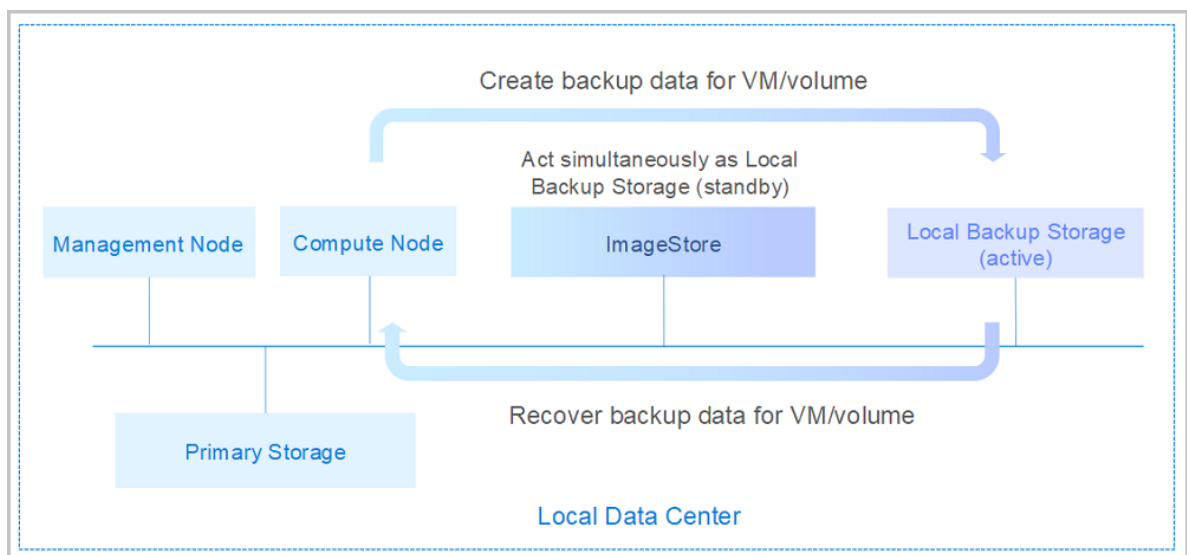 Create backup data for VM/volume
Act simultaneously as Local
Backup Storage (standby)
Management Node
Compute Node
ImageStore
Local Backup Storage
(active)
Recover backup data for VM/volume
Primary Storage
Local Data Center